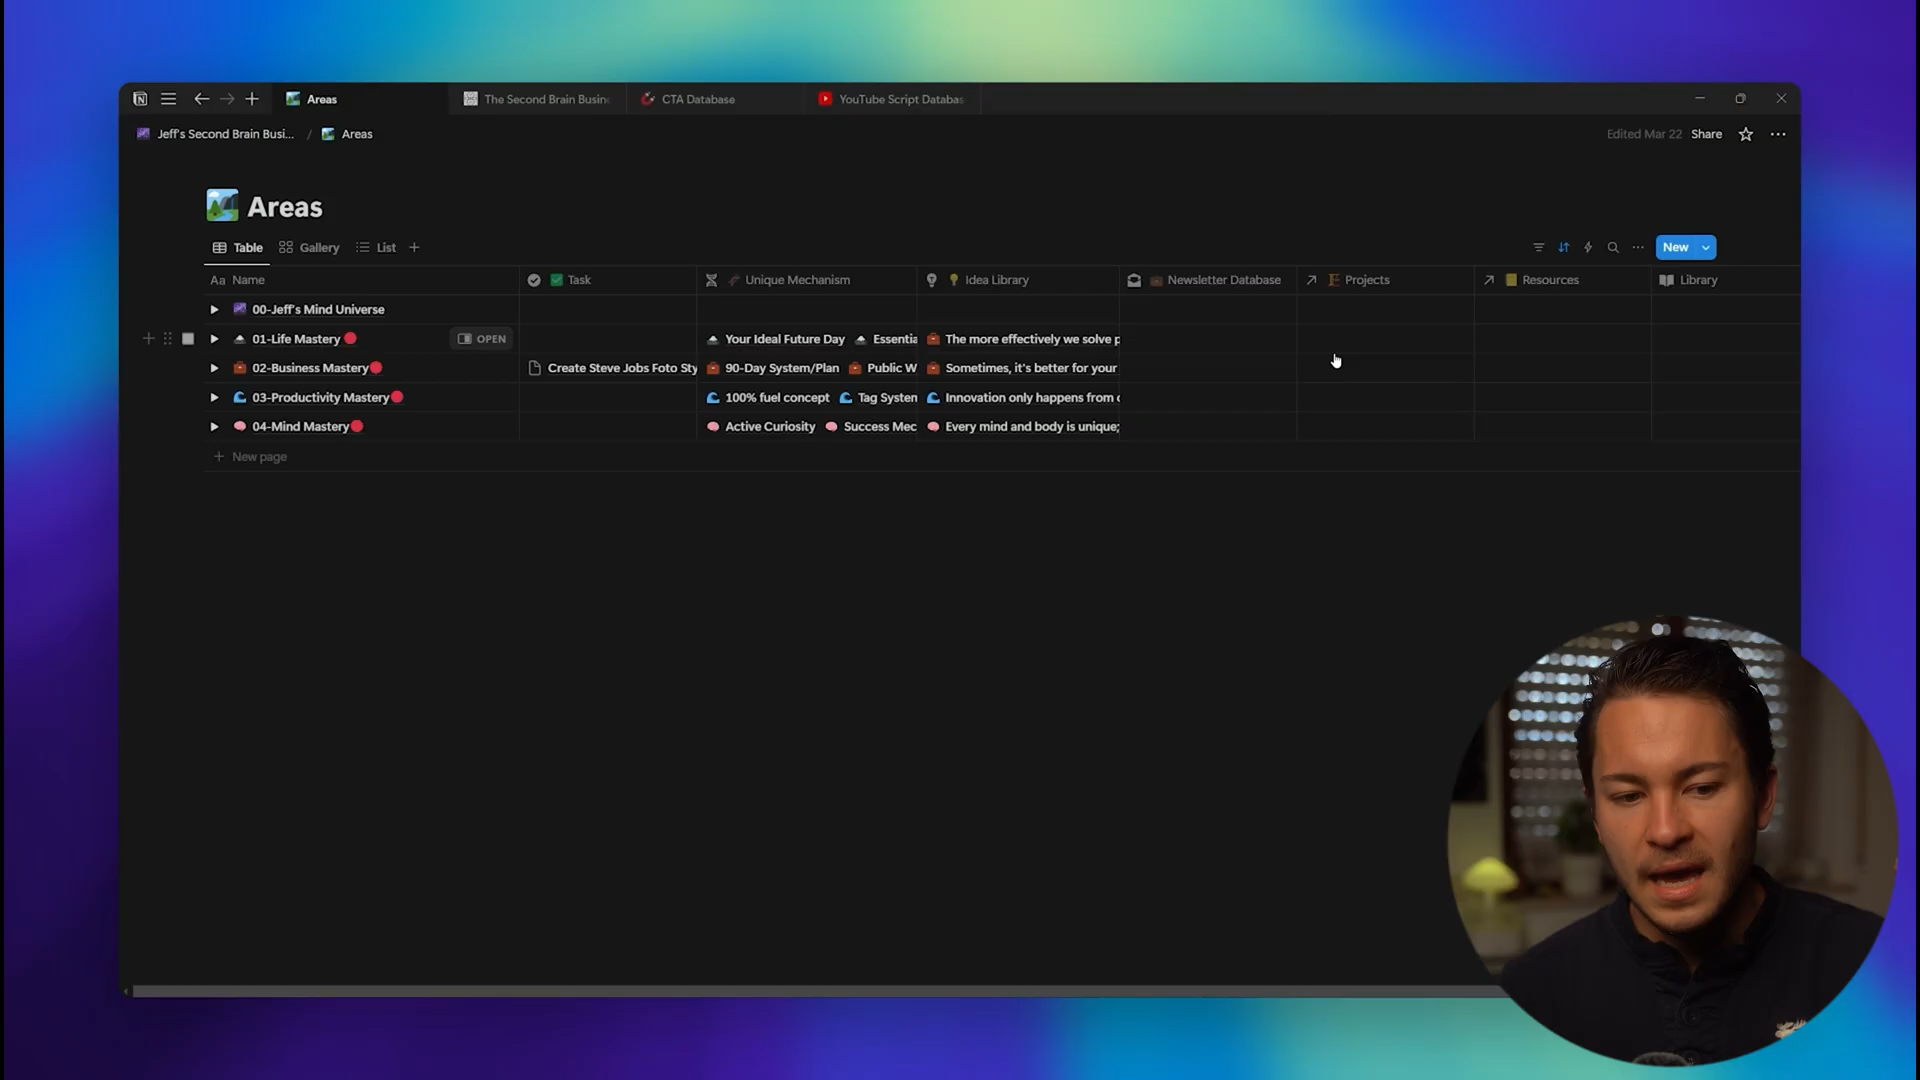 Areas
The Second Brain Busin
CTA Database
YouTube Script Databas
Jeff's Second Brain Busi... / Areas
Edited Mar 22 Share
Areas
Table Gallery List
New
Aa Name Task Unique Mechanism Idea Library Newsletter Database Projects Resources Library
00-Jeff's Mind Universe
01-Life Mastery OPEN Your Ideal Future Day Essentia The more effectively we solve p
02-Business Mastery Create Steve Jobs Foto Sty 90-Day System/Plan Public W Sometimes, it's better for your
03-Productivity Mastery 100% fuel concept Tag System Innovation only happens from c
04-Mind Mastery Active Curiosity Success Mec Every mind and body is unique;
New page